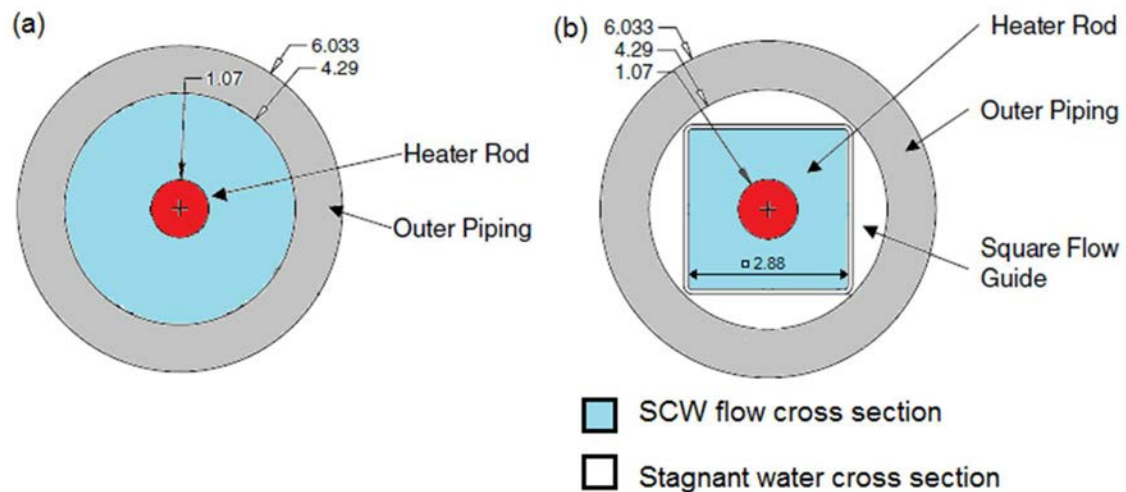 (a)
6.033
4.29
1.07
Heater Rod
Outer Piping
(b)
6.033
4.29
1.07
Heater Rod
Outer Piping
Square Flow
Guide
□ 2.88
SCW flow cross section
Stagnant water cross section